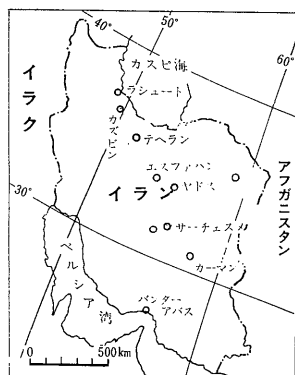 40°
50°
60°
カスピ海
イラク
ラシュート
カズビン
テヘラン
エスファハン
イラン
ヤドス
アフガニスタン
30°
サーチェスメ
カーマン
ペルシア湾
バンダーアバス
0 500km